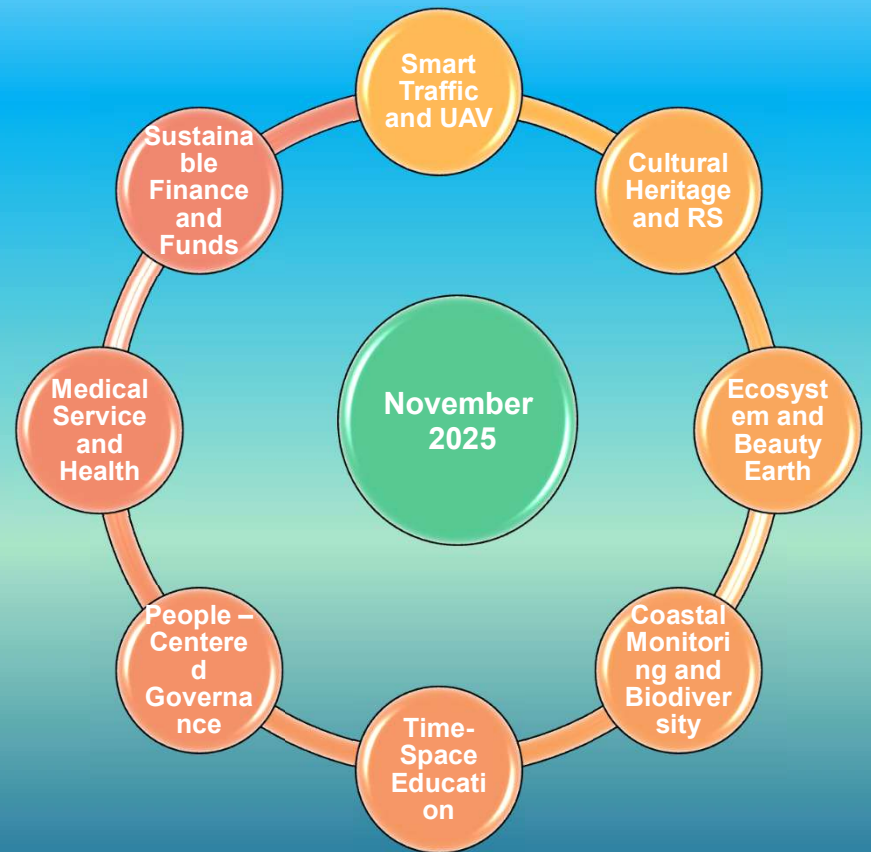 Smart
Traffic
and UAV
Cultural
Heritage
and RS
Ecosyst
em and
Beauty
Earth
Coastal
Monitori
ng and
Biodiver
sity
Time-
Space
Educati
on
People –
Centere
d
Governa
nce
Medical
Service
and
Health
Sustaina
ble
Finance
and
Funds
November
2025